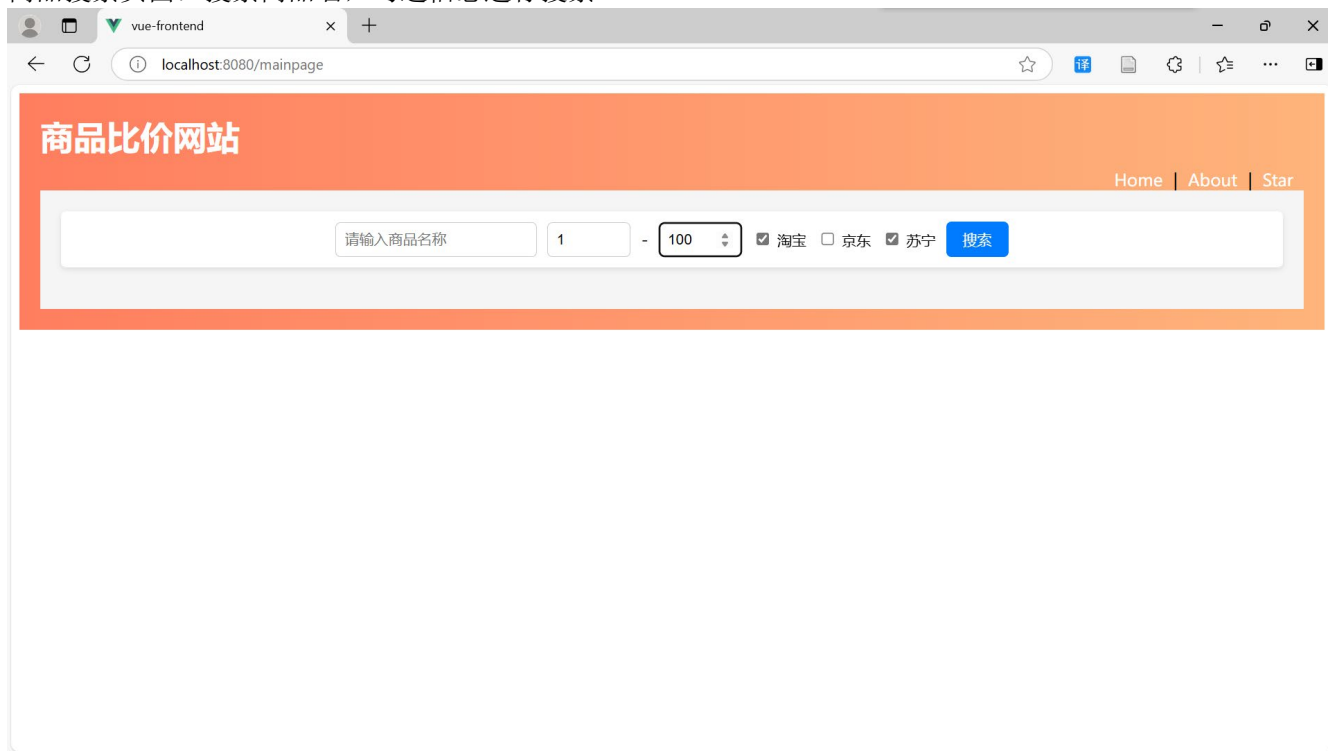 vue-frontend
localhost:8080/mainpage
译
商品比价网站
Home | About | Star
请输入商品名称 1 - 100 淘宝 京东 苏宁 搜索